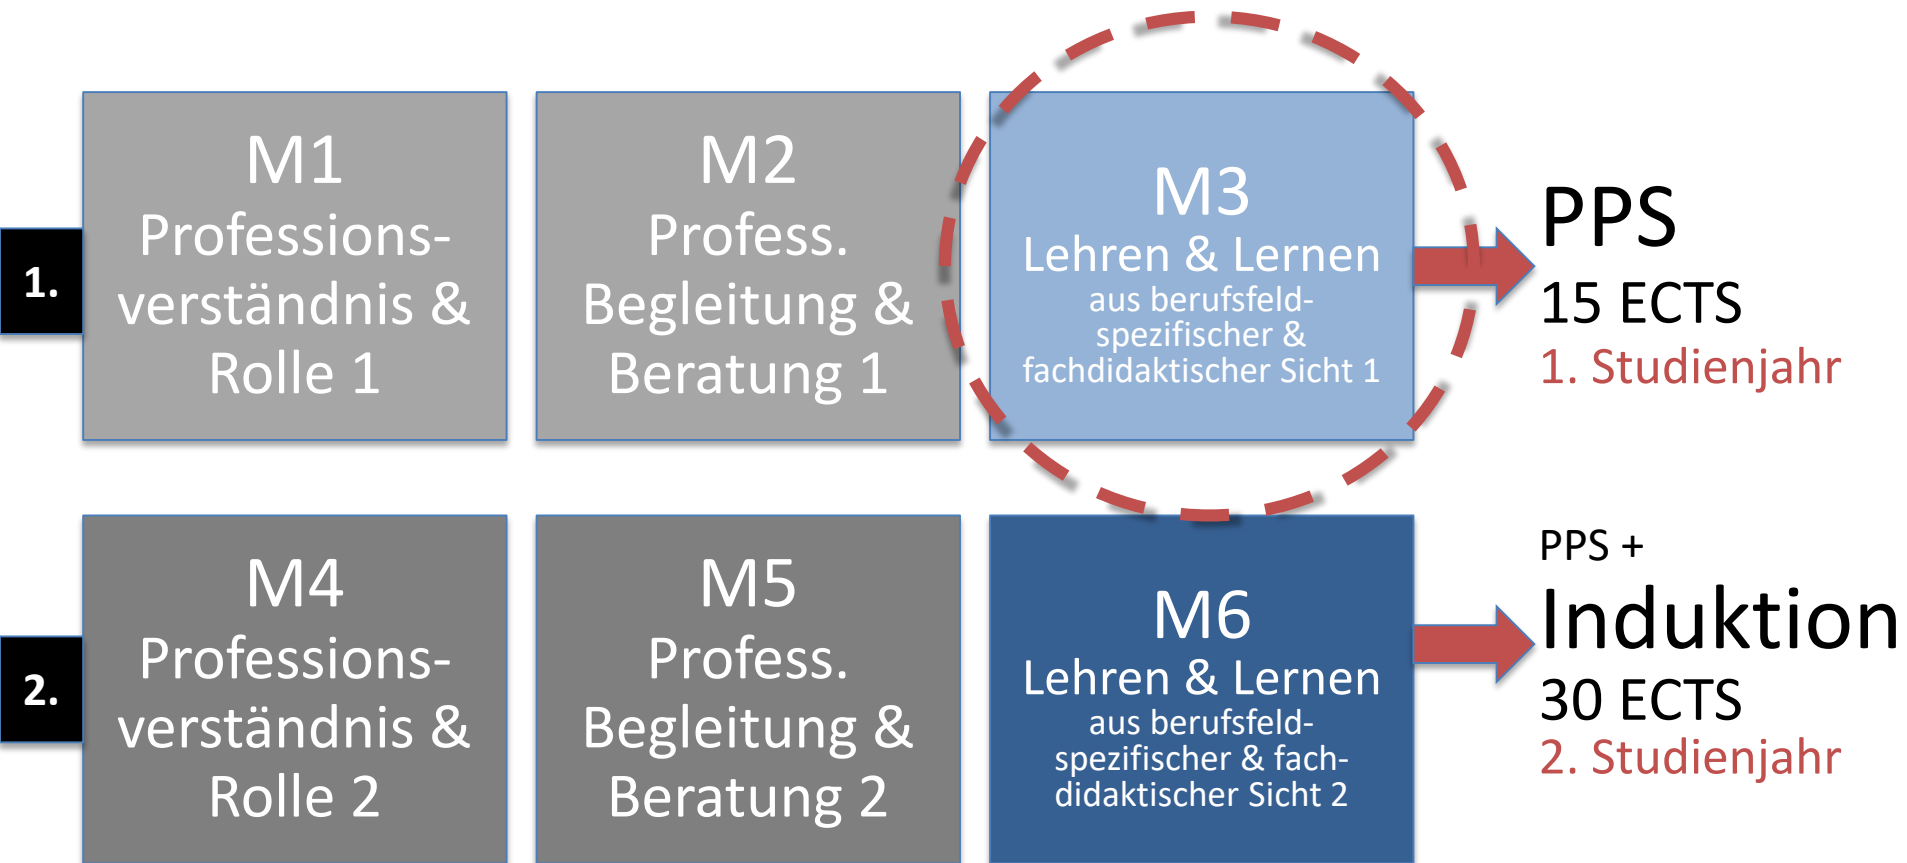 1.
M1
Professions-
verständnis &
Rolle 1
M2
Profess.
Begleitung &
Beratung 1
M3
Lehren & Lernen
aus berufsfeld-
spezifischer &
fachdidaktischer Sicht 1
PPS
15 ECTS
1. Studienjahr
2.
M4
Professions-
verständnis &
Rolle 2
M5
Profess.
Begleitung &
Beratung 2
M6
Lehren & Lernen
aus berufsfeld-
spezifischer & fach-
didaktischer Sicht 2
PPS +
Induktion
30 ECTS
2. Studienjahr